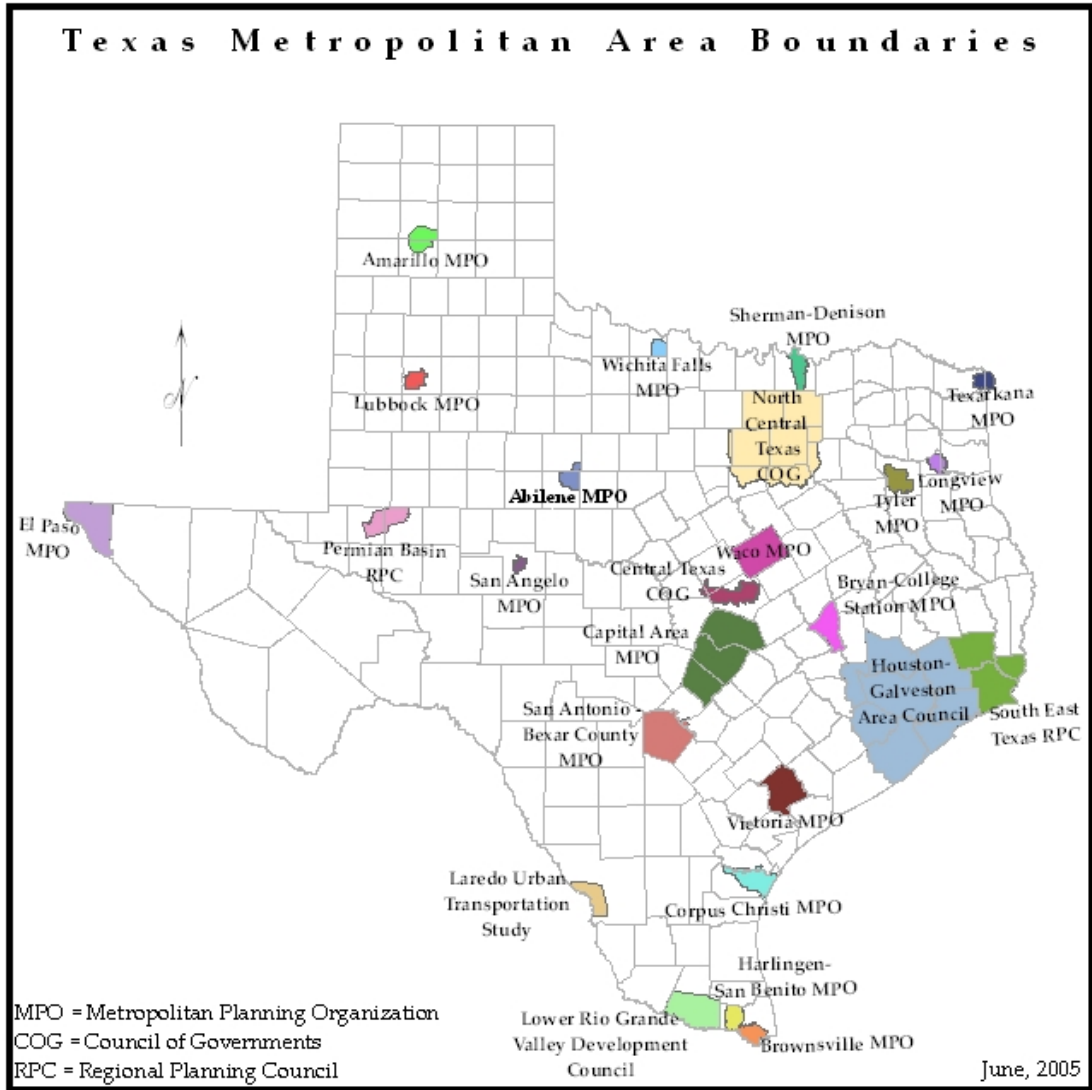 Texas Metropolitan Area Boundaries
Amarillo MPO
Sherman-Denison
MPO
Wichita Falls
MPO
Lubbock MPO
North
Central
Texas
COG
Texarkana
MPO
Abilene MPO
Longview
MPO
Tyler
MPO
El Paso
MPO
Permian Basin
RPC
San Angelo
MPO
Waco MPO
Central Texas
COG
Bryan-College
Station MPO
Capital Area
MPO
Houston-
Galveston
Area Council
South East
Texas RPC
San Antonio -
Bexar County
MPO
Victoria MPO
Laredo Urban
Transportation
Study
Corpus Christi MPO
Harlingen-
San Benito MPO
Lower Rio Grande
Valley Development
Council
Brownsville MPO
N
MPO = Metropolitan Planning Organization
COG = Council of Governments
RPC = Regional Planning Council
June, 2005